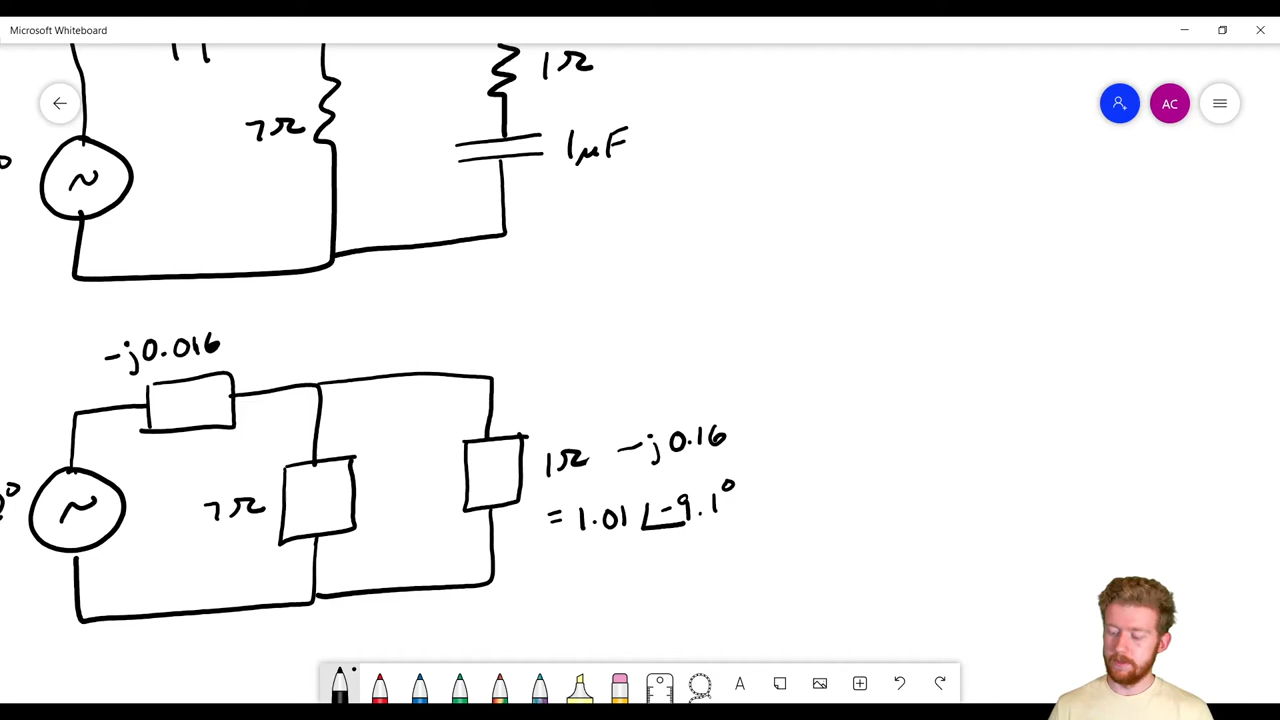 Microsoft Whiteboard
1Ω
7Ω
1μF
AC
-j0.016
7Ω
1Ω -j0.16
= 1.01∠-9.1°
A